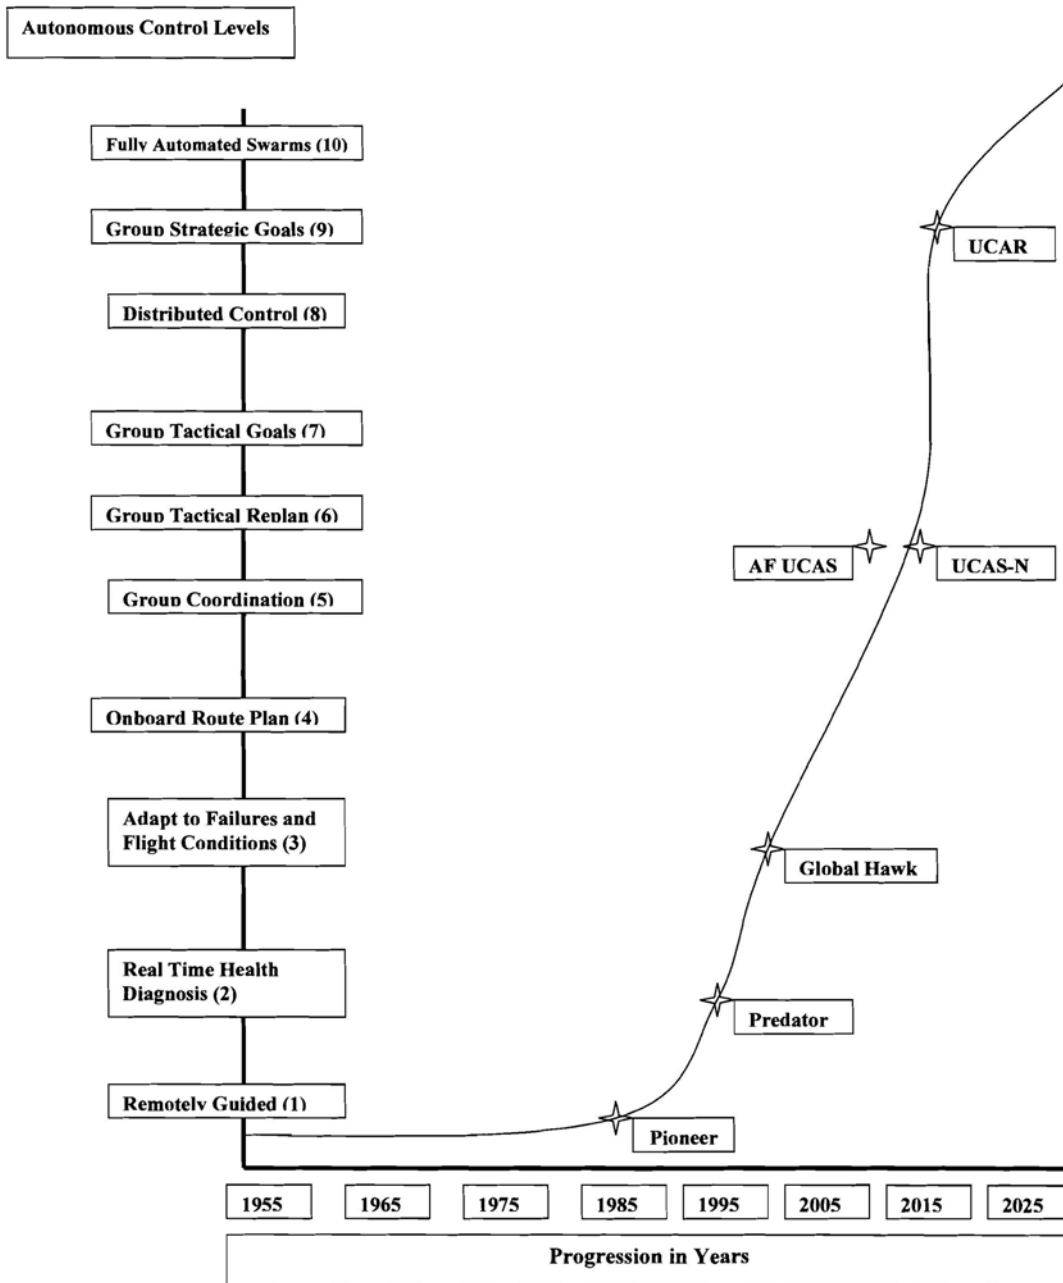 Autonomous Control Levels
Fully Automated Swarms (10)
Group Strategic Goals (9)
UCAR
Distributed Control (8)
Group Tactical Goals (7)
Group Tactical Replan (6)
AF UCAS
UCAS-N
Group Coordination (5)
Onboard Route Plan (4)
Adapt to Failures and
Flight Conditions (3)
Global Hawk
Real Time Health
Diagnosis (2)
Predator
Remotely Guided (1)
Pioneer
1955
1965
1975
1985
1995
2005
2015
2025
Progression in Years